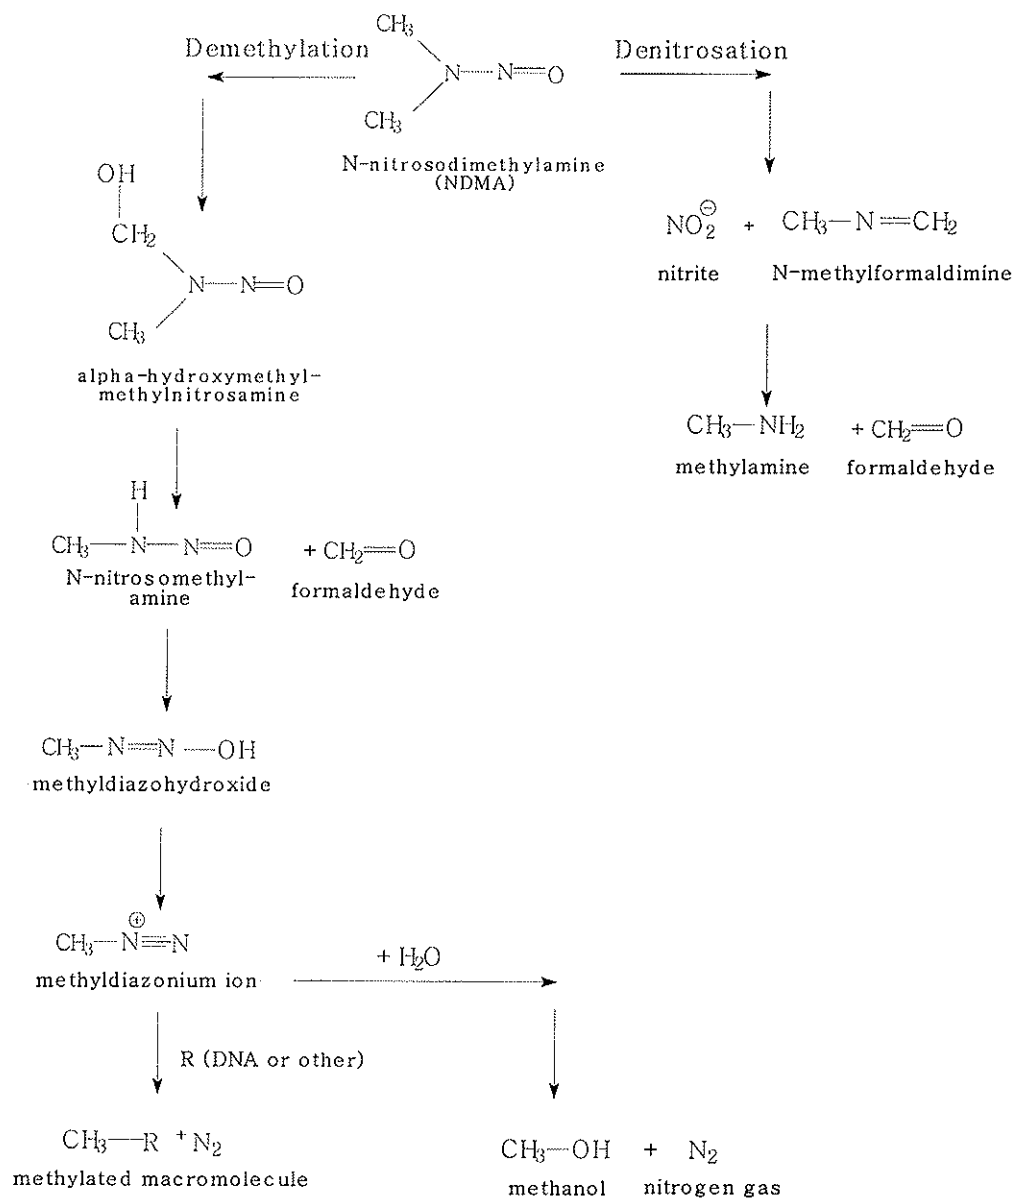 CH₃
Demethylation
Denitrosation
N—N=O
CH₃
N-nitrosodimethylamine
(NDMA)
OH
CH₂
N—N=O
CH₃
alpha-hydroxymethyl-
methylnitrosamine
NO₂⊖ + CH₃—N=CH₂
nitrite N-methylformaldimine
CH₃—NH₂ + CH₂=O
methylamine formaldehyde
H
CH₃—N—N=O + CH₂=O
N-nitrosomethyl-
amine
formaldehyde
CH₃—N=N—OH
methyldiazohydroxide
⊕
CH₃—N≡N
methyldiazonium ion
+ H₂O
R (DNA or other)
CH₃—R + N₂
methylated macromolecule
CH₃—OH + N₂
methanol nitrogen gas